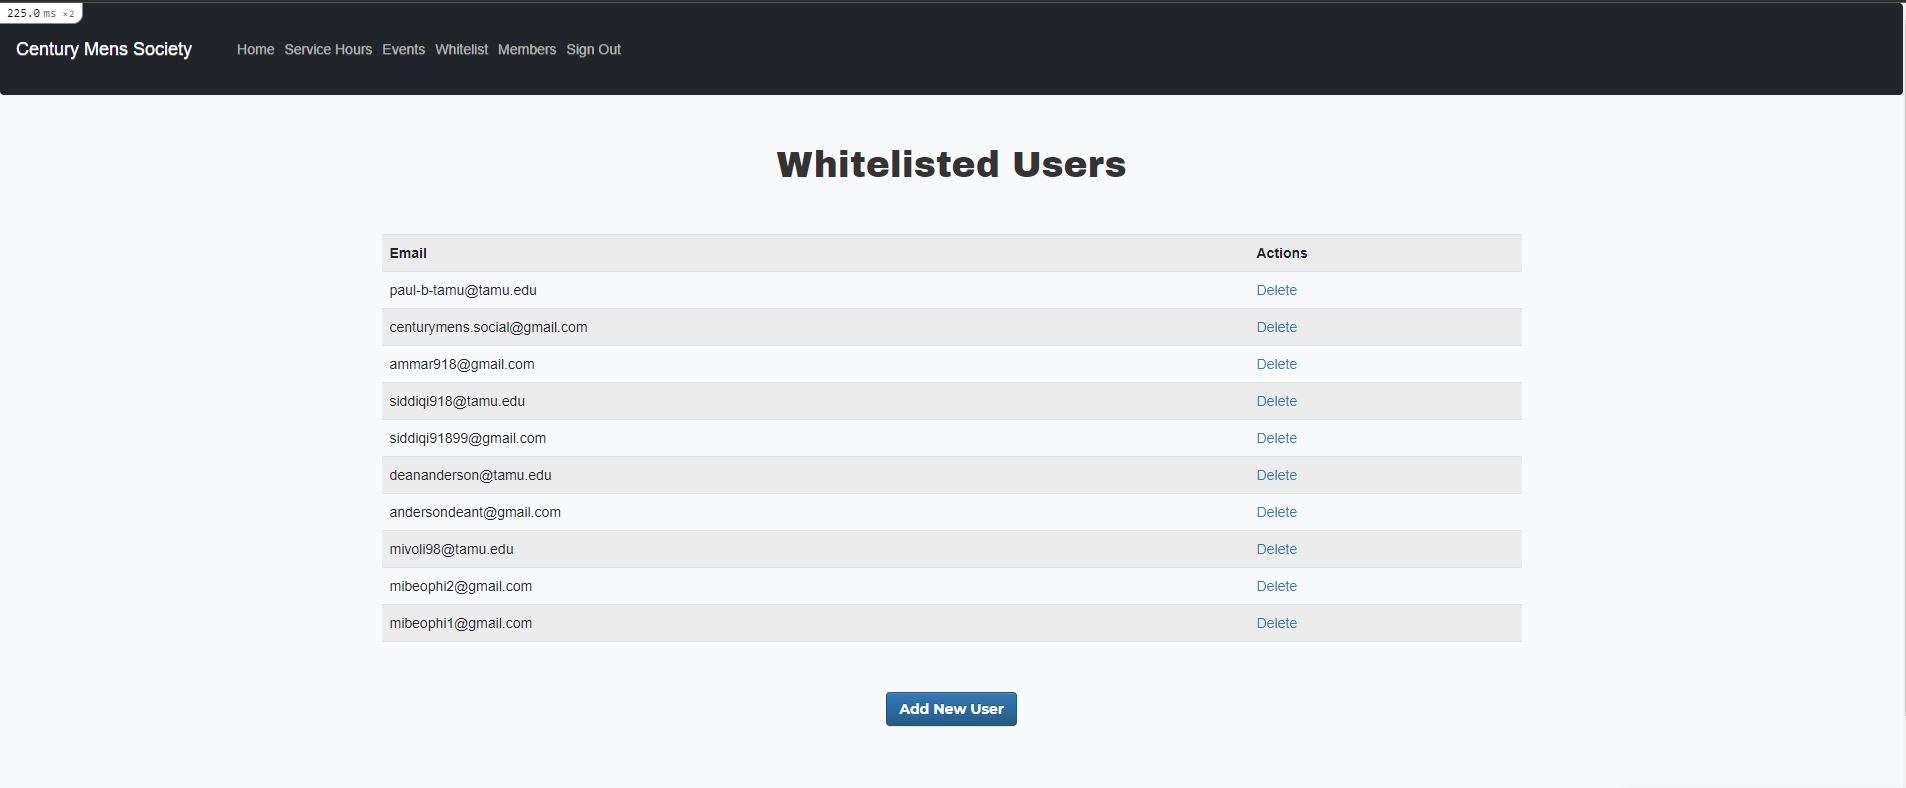 225.0 ms ×2
Century Mens Society Home Service Hours Events Whitelist Members Sign Out
Whitelisted Users
Email Actions
paul-b-tamu@tamu.edu Delete
centurymens.social@gmail.com Delete
ammar918@gmail.com Delete
siddiqi918@tamu.edu Delete
siddiqi91899@gmail.com Delete
deananderson@tamu.edu Delete
andersondeant@gmail.com Delete
mivoli98@tamu.edu Delete
mibeophi2@gmail.com Delete
mibeophi1@gmail.com Delete
Add New User